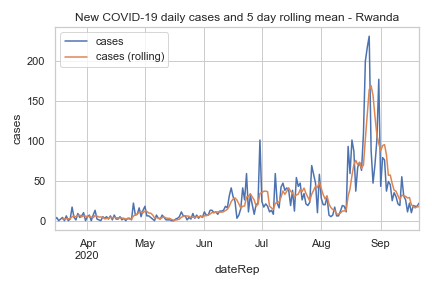 New COVID-19 daily cases and 5 day rolling mean - Rwanda
cases
cases (rolling)
cases
200
150
100
50
0
Apr May Jun Jul Aug Sep
2020
dateRep